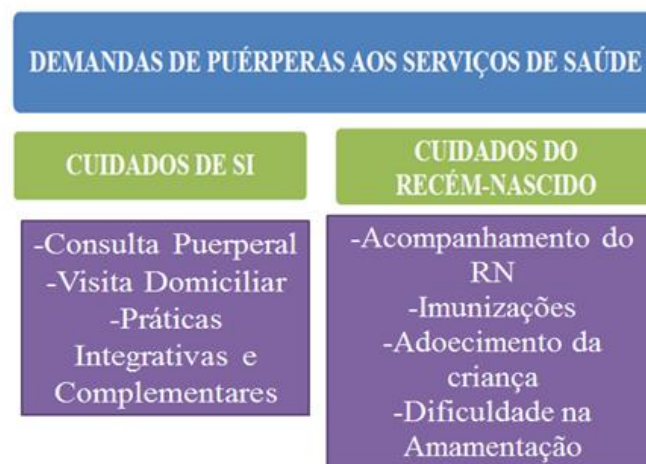 DEMANDAS DE PUÉRPERAS AOS SERVIÇOS DE SAÚDE
CUIDADOS DE SI
-Consulta Puerperal
-Visita Domiciliar
-Práticas
Integrativas e
Complementares
CUIDADOS DO
RECÉM-NASCIDO
-Acompanhamento do
RN
-Imunizações
-Adoecimento da
criança
-Dificuldade na
Amamentação